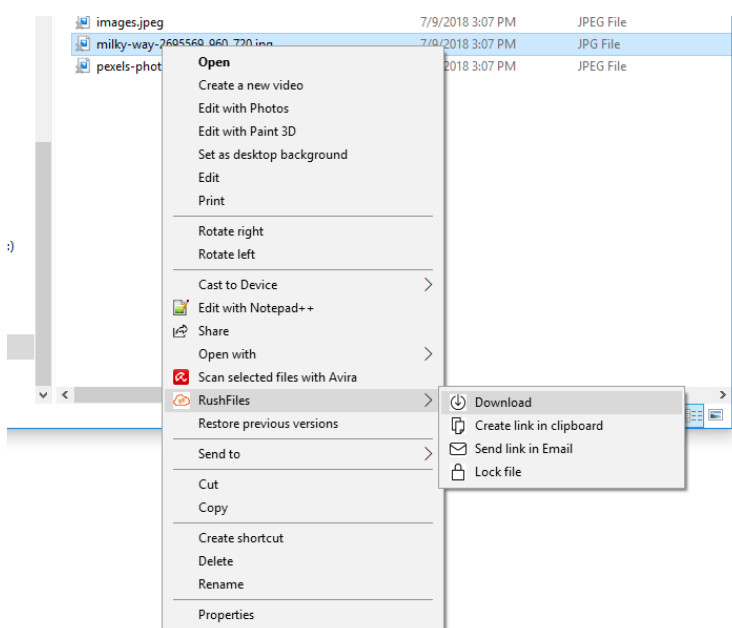 images.jpeg 7/9/2018 3:07 PM JPEG File
milky-way-2695569_960_720.jpg 7/9/2018 3:07 PM JPG File
pexels-phot 2018 3:07 PM JPEG File
Open
Create a new video
Edit with Photos
Edit with Paint 3D
Set as desktop background
Edit
Print
Rotate right
:)
Rotate left
Cast to Device
Edit with Notepad++
Share
Open with
Scan selected files with Avira
RushFiles
Download
Restore previous versions
Create link in clipboard
Send to
Send link in Email
Lock file
Cut
Copy
Create shortcut
Delete
Rename
Properties